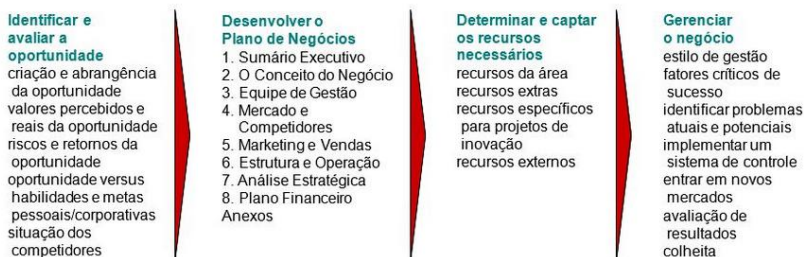 Identificar e
avaliar a
oportunidade
criação e abrangência
da oportunidade
valores percebidos e
reais da oportunidade
riscos e retornos da
oportunidade
oportunidade versus
habilidades e metas
pessoais/corporativas
situação dos
competidores
Desenvolver o
Plano de Negócios
1. Sumário Executivo
2. O Conceito do Negócio
3. Equipe de Gestão
4. Mercado e
Competidores
5. Marketing e Vendas
6. Estrutura e Operação
7. Análise Estratégica
8. Plano Financeiro
Anexos
Determinar e captar
os recursos
necessários
recursos da área
recursos extras
recursos específicos
para projetos de
inovação
recursos externos
Gerenciar
o negócio
estilo de gestão
fatores críticos de
sucesso
identificar problemas
atuais e potenciais
implementar um
sistema de controle
entrar em novos
mercados
avaliação de
resultados
colheita